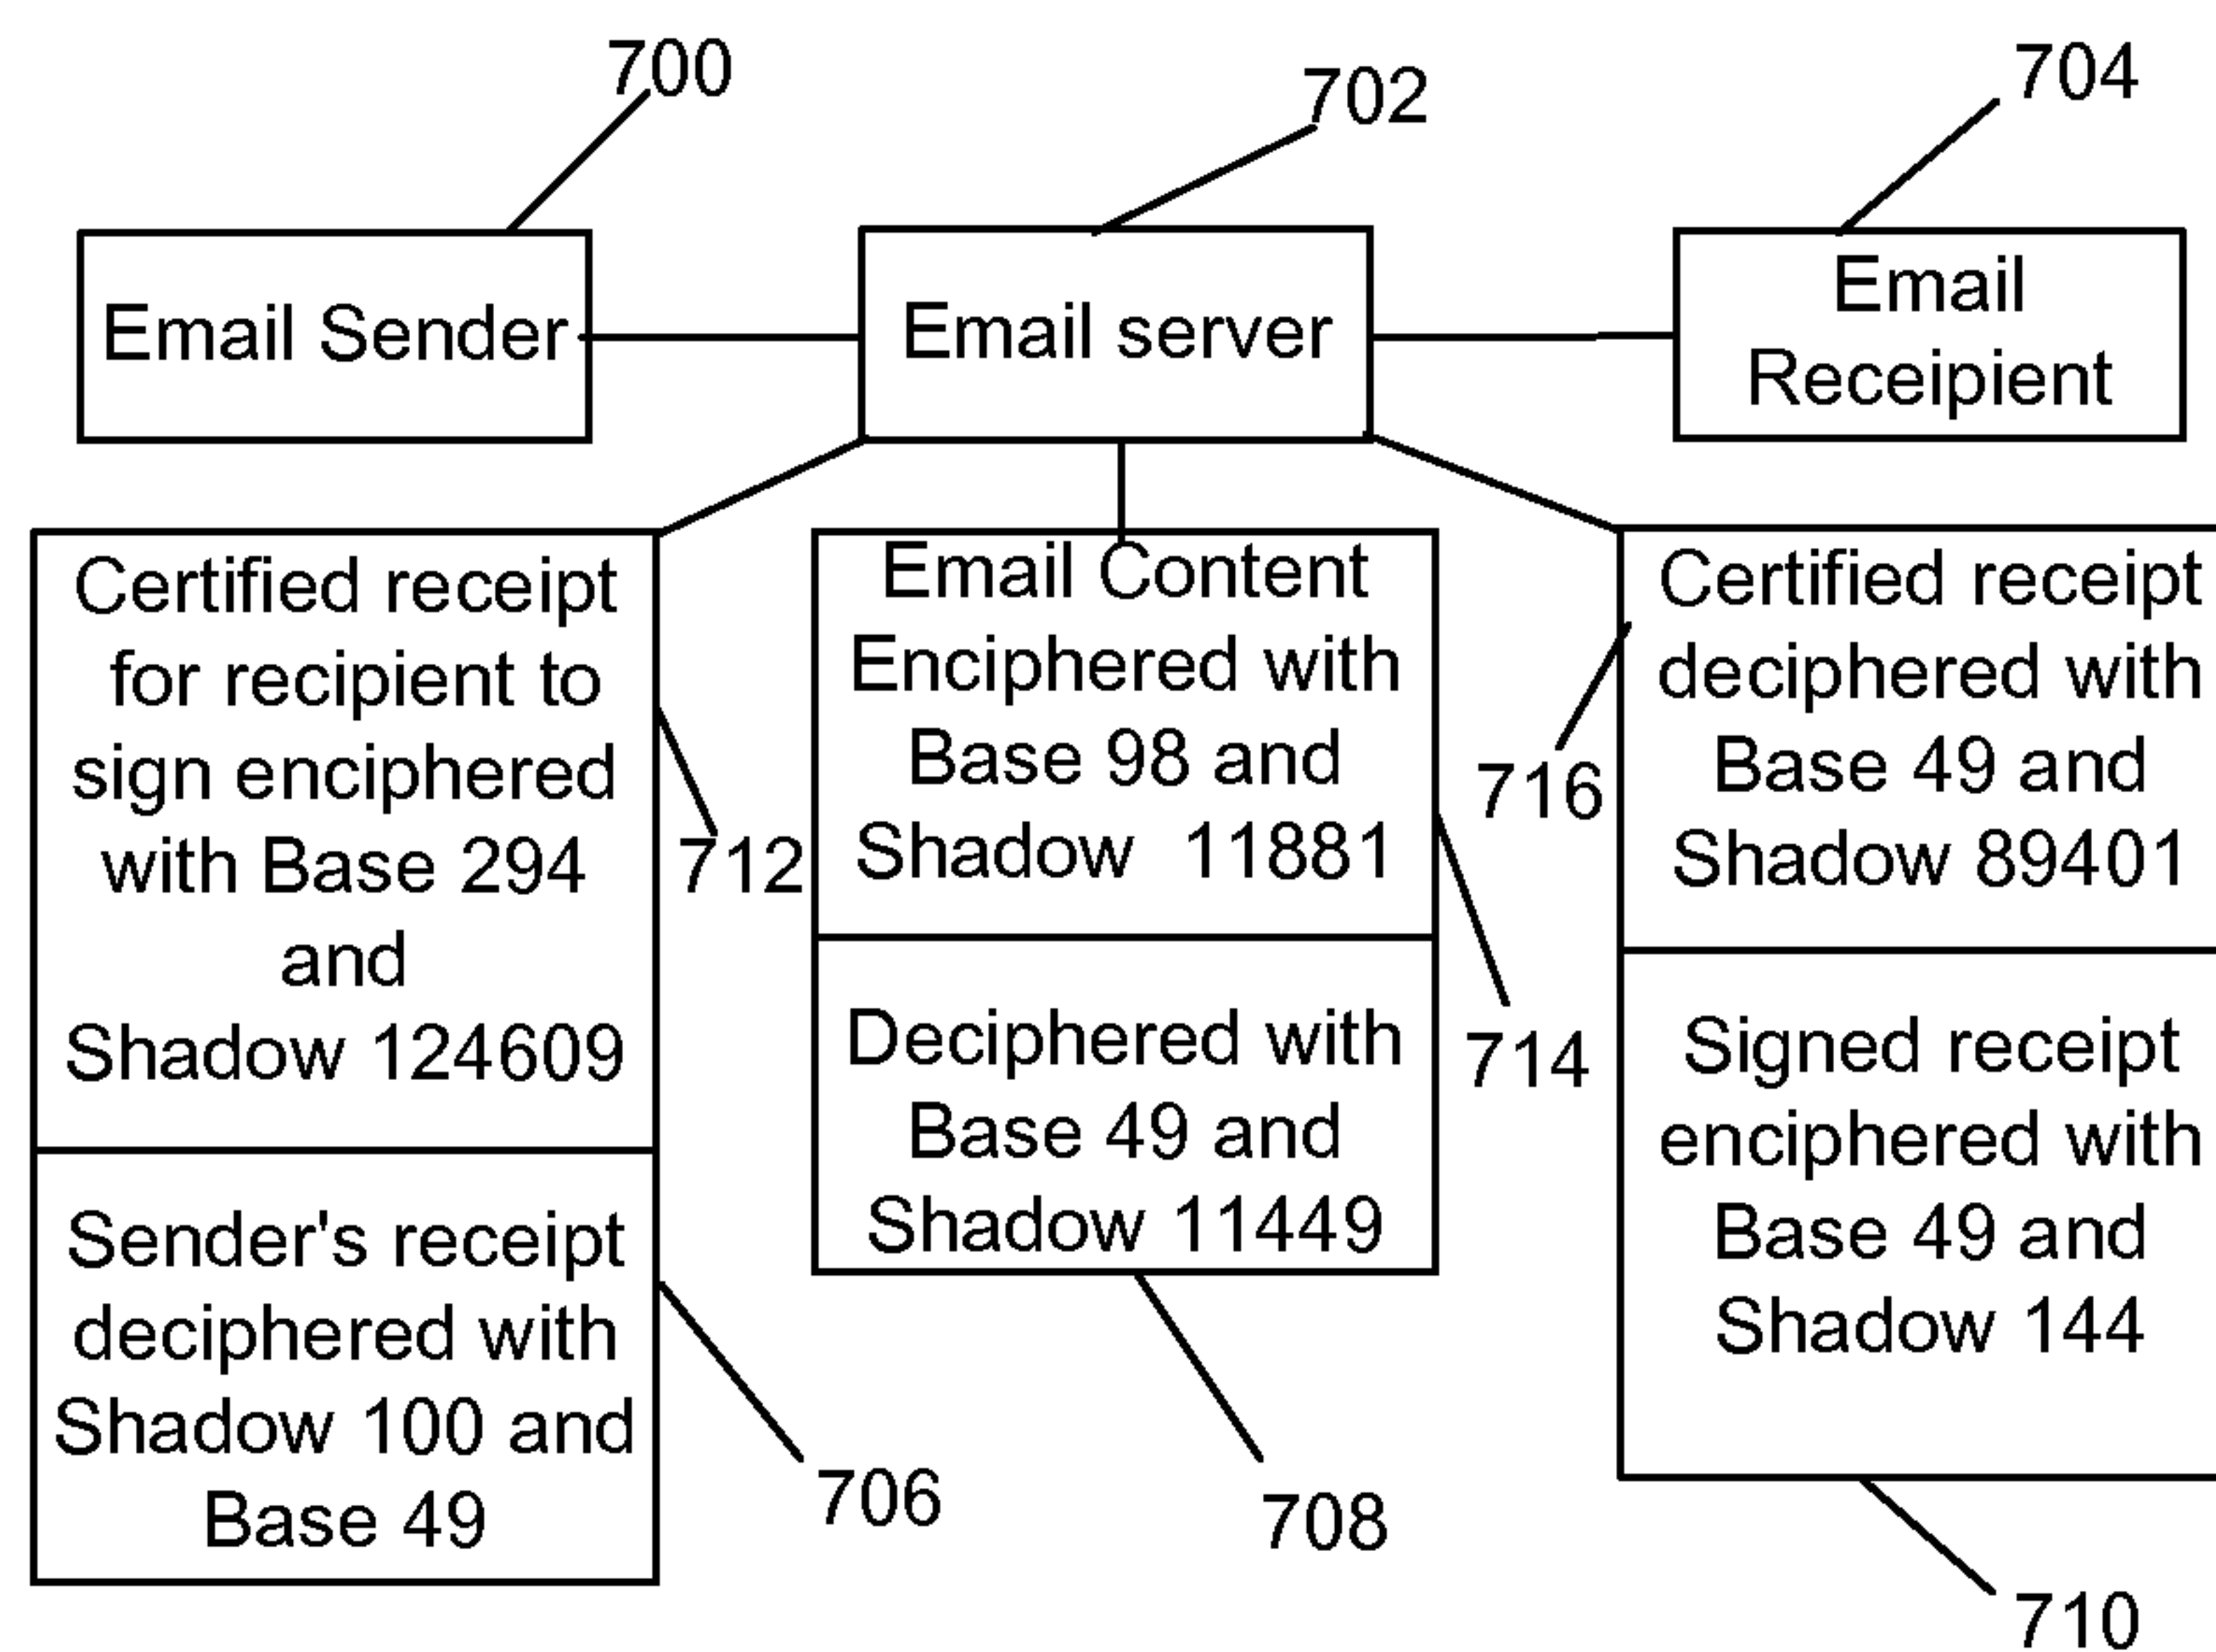 700
702
704
Email Sender
Email server
Email
Receipient
Certified receipt
for recipient to
sign enciphered
with Base 294
and
Shadow 124609
712
Sender's receipt
deciphered with
Shadow 100 and
Base 49
706
Email Content
Enciphered with
Base 98 and
Shadow 11881
714
Deciphered with
Base 49 and
Shadow 11449
708
716
Certified receipt
deciphered with
Base 49 and
Shadow 89401
Signed receipt
enciphered with
Base 49 and
Shadow 144
710